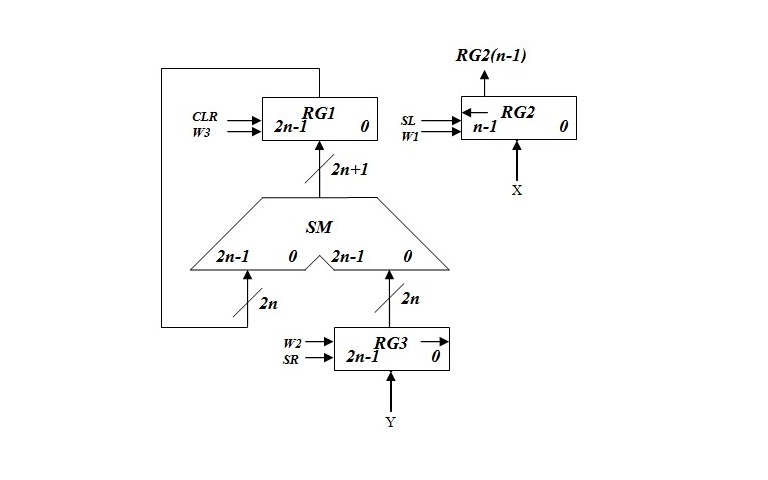 RG2(n-1)
CLR
W3
RG1
2n-1 0
SL
W1
RG2
n-1 0
2n+1
X
SM
2n-1 0 2n-1 0
2n
2n
W2
SR
RG3
2n-1 0
Y